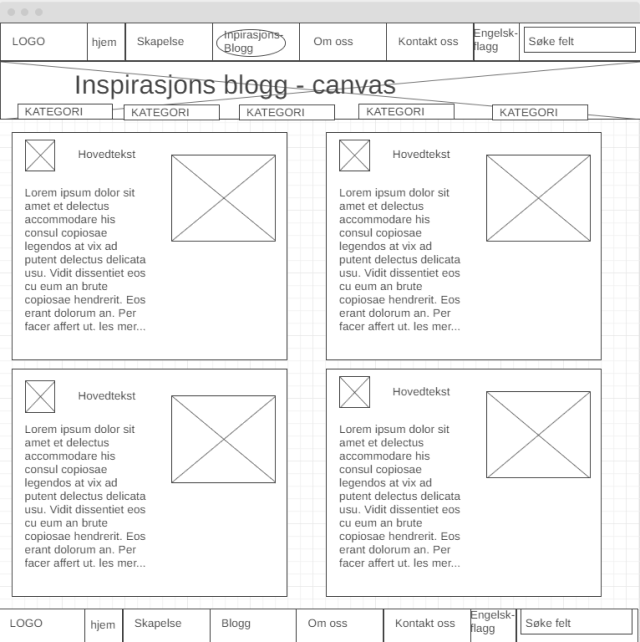 LOGO
hjem
Skapelse
Inpirasjons-
Blogg
Om oss
Kontakt oss
Engelsk-
flagg
Søke felt
Inspirasjons blogg - canvas
KATEGORI
KATEGORI
KATEGORI
KATEGORI
KATEGORI
Hovedtekst
Lorem ipsum dolor sit
amet et delectus
accommodare his
consul copiosae
legendos at vix ad
putent delectus delicata
usu. Vidit dissentiet eos
cu eum an brute
copiosae hendrerit. Eos
erant dolorum an. Per
facer affert ut. les mer...
Hovedtekst
Lorem ipsum dolor sit
amet et delectus
accommodare his
consul copiosae
legendos at vix ad
putent delectus delicata
usu. Vidit dissentiet eos
cu eum an brute
copiosae hendrerit. Eos
erant dolorum an. Per
facer affert ut. les mer...
Hovedtekst
Lorem ipsum dolor sit
amet et delectus
accommodare his
consul copiosae
legendos at vix ad
putent delectus delicata
usu. Vidit dissentiet eos
cu eum an brute
copiosae hendrerit. Eos
erant dolorum an. Per
facer affert ut. les mer...
Hovedtekst
Lorem ipsum dolor sit
amet et delectus
accommodare his
consul copiosae
legendos at vix ad
putent delectus delicata
usu. Vidit dissentiet eos
cu eum an brute
copiosae hendrerit. Eos
erant dolorum an. Per
facer affert ut. les mer...
LOGO
hjem
Skapelse
Blogg
Om oss
Kontakt oss
Engelsk-
flagg
Søke felt